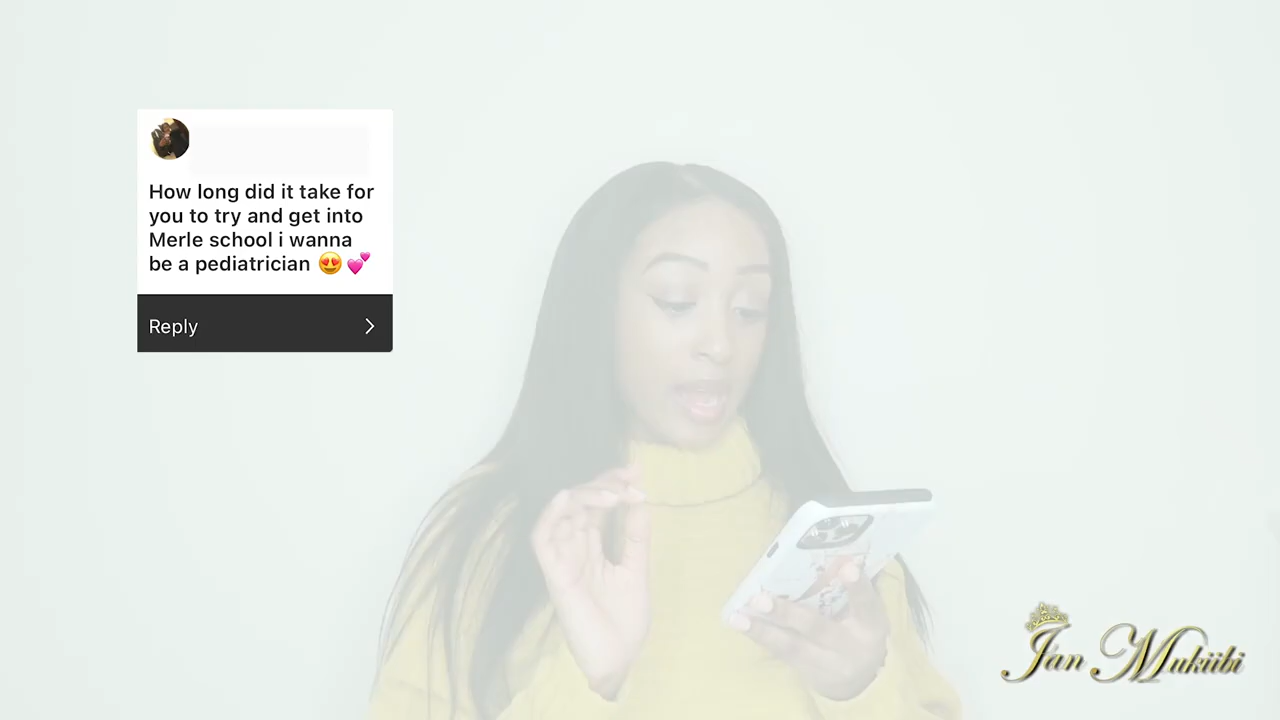 How long did it take for
you to try and get into
Merle school i wanna
be a pediatrician 😍💕
Reply
Jan Mukiibi